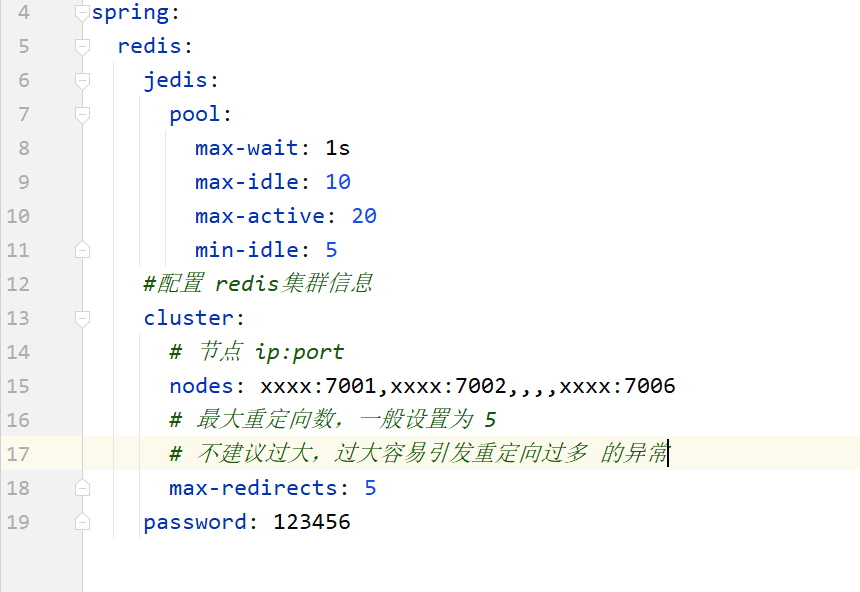 4 spring:
5   redis:
6     jedis:
7       pool:
8         max-wait: 1s
9         max-idle: 10
10         max-active: 20
11         min-idle: 5
12     #配置 redis集群信息
13     cluster:
14       # 节点 ip:port
15       nodes: xxxx:7001,xxxx:7002,,,,xxxx:7006
16       # 最大重定向数，一般设置为 5
17       # 不建议过大，过大容易引发重定向过多 的异常
18       max-redirects: 5
19     password: 123456